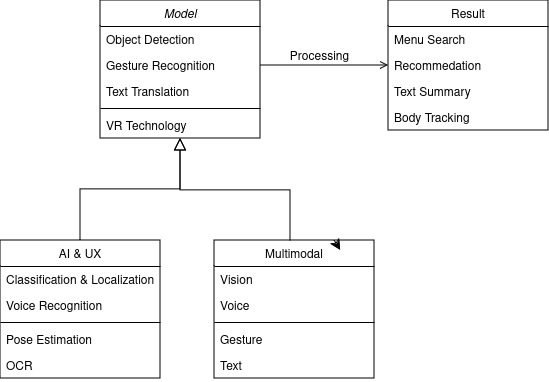 Model
Object Detection
Gesture Recognition
Text Translation
VR Technology
Processing
Result
Menu Search
Recommedation
Text Summary
Body Tracking
AI & UX
Classification & Localization
Voice Recognition
Pose Estimation
OCR
Multimodal
Vision
Voice
Gesture
Text